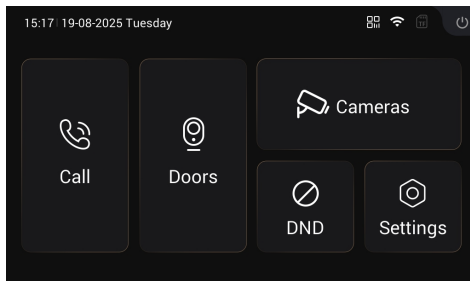 15:17 19-08-2025 Tuesday
Call
Doors
Cameras
DND
Settings